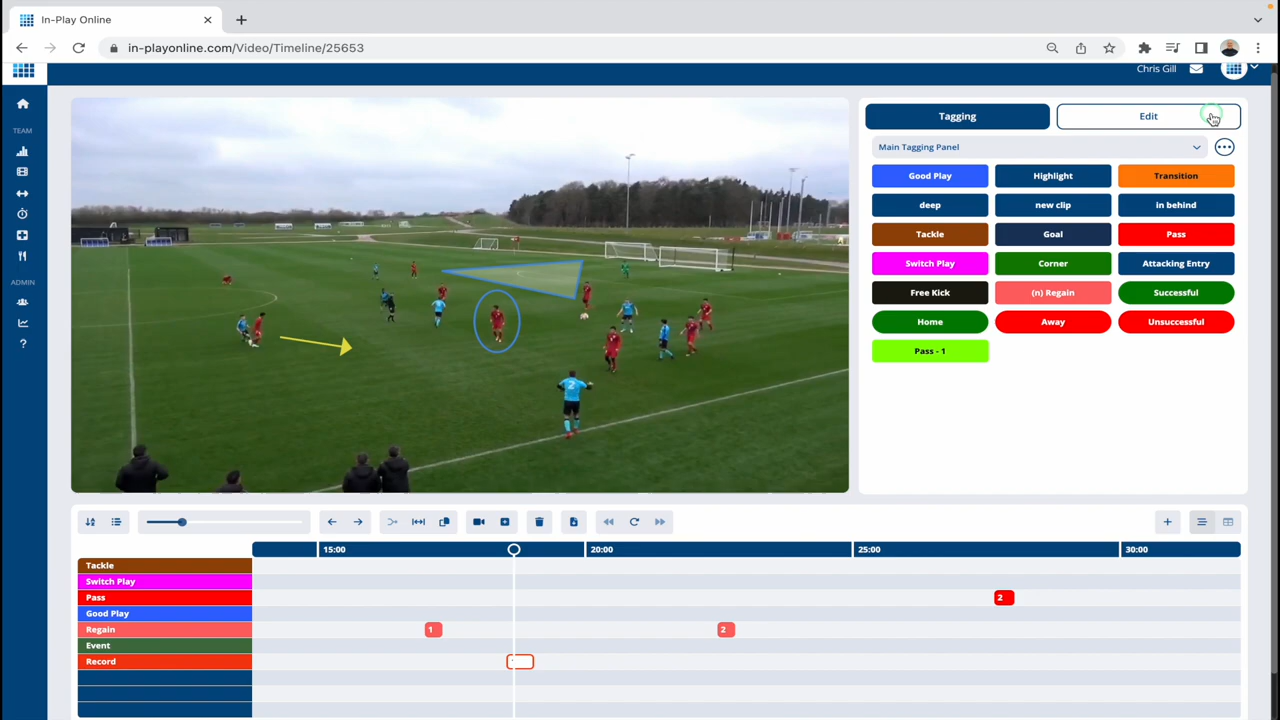 In-Play Online
in-playonline.com/Video/Timeline/25653
Chris Gill
TEAM
ADMIN
Tagging Edit
Main Tagging Panel
Good Play Highlight Transition
deep new clip in behind
Tackle Goal Pass
Switch Play Corner Attacking Entry
Free Kick (n) Regain Successful
Home Away Unsuccessful
Pass - 1
2
15:00 20:00 25:00 30:00
Tackle
Switch Play
Pass 2
Good Play
Regain 1 2
Event
Record